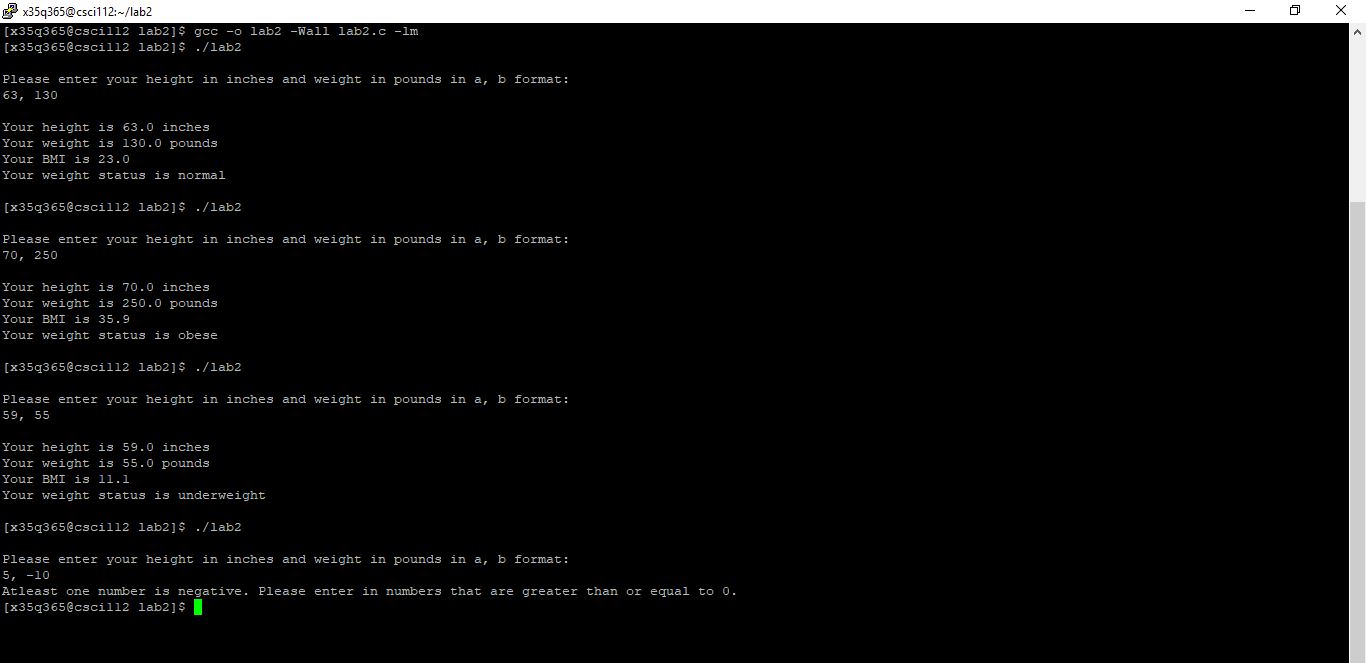 x35q365@csci112:~/lab2
[x35q365@csci112 lab2]$ gcc -o lab2 -Wall lab2.c -lm
[x35q365@csci112 lab2]$ ./lab2
Please enter your height in inches and weight in pounds in a, b format:
63, 130
Your height is 63.0 inches
Your weight is 130.0 pounds
Your BMI is 23.0
Your weight status is normal
[x35q365@csci112 lab2]$ ./lab2
Please enter your height in inches and weight in pounds in a, b format:
70, 250
Your height is 70.0 inches
Your weight is 250.0 pounds
Your BMI is 35.9
Your weight status is obese
[x35q365@csci112 lab2]$ ./lab2
Please enter your height in inches and weight in pounds in a, b format:
59, 55
Your height is 59.0 inches
Your weight is 55.0 pounds
Your BMI is 11.1
Your weight status is underweight
[x35q365@csci112 lab2]$ ./lab2
Please enter your height in inches and weight in pounds in a, b format:
5, -10
Atleast one number is negative. Please enter in numbers that are greater than or equal to 0.
[x35q365@csci112 lab2]$